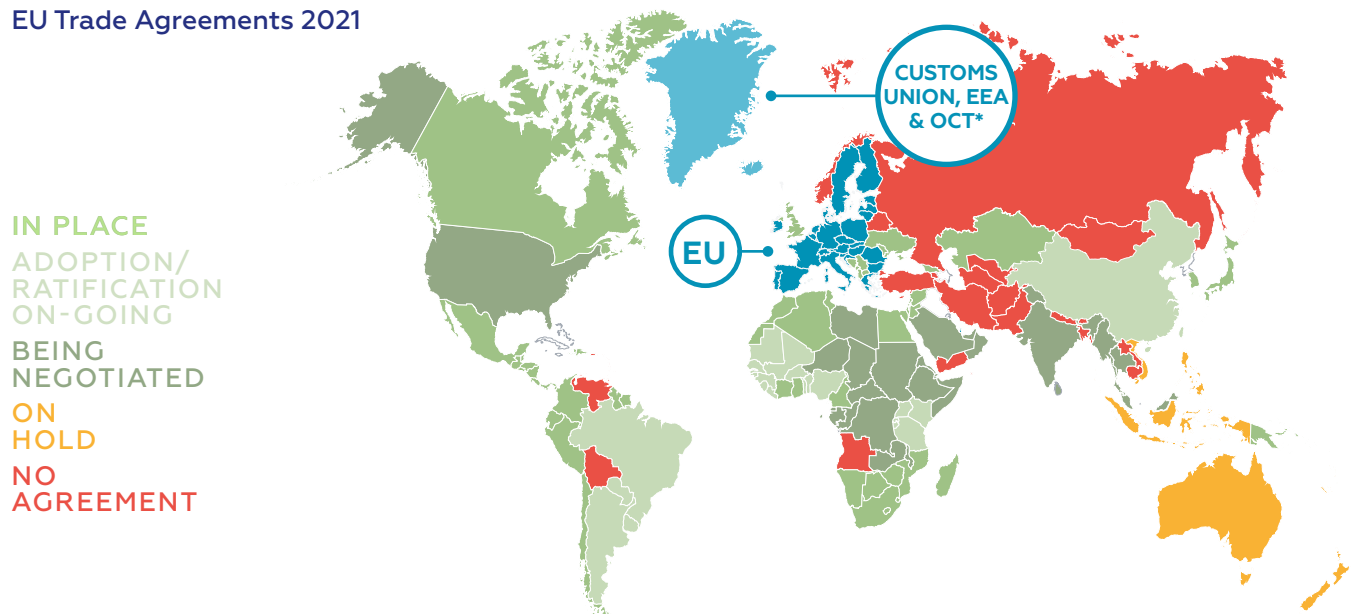 EU Trade Agreements 2021
CUSTOMS
UNION, EEA
& OCT*
EU
IN PLACE
ADOPTION/
RATIFICATION
ON-GOING
BEING
NEGOTIATED
ON
HOLD
NO
AGREEMENT